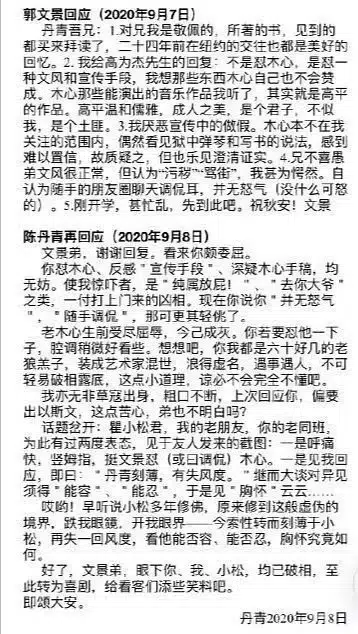 郭文景回应（2020年9月7日）
丹青吾兄：1.对兄我是敬佩的，所著的书，见到的
都买来拜读了，二十四年前在纽约的交往也都是美好的
回忆。2.我给高为杰先生的回复：不是怼木心，是怼一
种文风和宣传手段，我想那些东西木心自己也不会赞
成。木心那些能演出的音乐作品我听了，其实就是高平
的作品。高平温和儒雅，成人之美，是个君子，不似
我，是个土匪。3.我厌恶宣传中的做假。木心本不在我
关注的范围内，偶然看见狱中弹琴和写书的说法，感到
难以置信，故质疑之，但也乐见澄清证实。4.兄不喜愚
弟文风很正常，但认为“污秽”“骂街”，我甚为愕然。自
认为随手的朋友圈聊天调侃耳，并无怒气（没什么可怒
的）。5.刚开学，甚忙乱，先到此吧。祝秋安！文景
陈丹青再回应（2020年9月8日）
文景弟，谢谢回复。看来你颇委屈。
你怼木心、反感＂宣传手段＂、深疑木心手稿，均
无妨。使我惊吓者，是＂纯属放屁！＂、＂去你大爷＂
之类，一付打上门来的凶相。现在你说你＂并无怒
气＂，＂随手调侃＂，那可更其轻佻了。
老木心生前受尽屈辱，今己成灰。你若要怼他一下
子，腔调稍微好看些。想想吧，你我都是六十好几的老
狼羔子，装成艺术家混世，浪得虚名，遇事遇人，不可
轻易破相露底，这点小道理，谅必不会完全不懂吧。
我亦无非草寇出身，粗口不断，上次回应你，偏要
出以斯文，这点苦心，弟也不明白吗？
话题岔开：瞿小松君，我的老朋友，你的老同班，
为此有过两度表态，见于友人发来的截图：一是呼痛
快，竖姆指，挺文景怼（或曰调侃）木心。一是见我回
应，即曰：＂丹青刻薄，有失风度。＂继而大谈对异见
须得＂能容＂、＂能忍＂，于是见＂胸怀＂云云……
哎哟！早听说小松多年修佛，原来修到这般虚伪的
境界，跌我眼镜，开我眼界——今索性转而刻薄于小
松，再失一回风度，看他能否容、能否忍，胸怀究竟如
何。
好了，文景弟，眼下你、我、小松，均己破相，至
此转为喜剧，给看客们添些笑料吧。
即颂大安。
丹青2020年9月8日